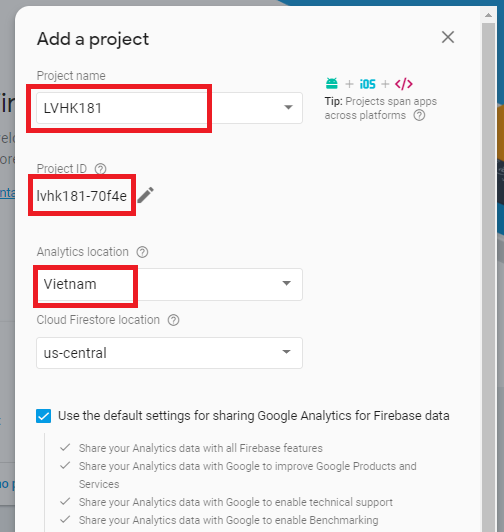 Add a project
Project name
LVHK181
+ iOS + </>
Tip: Projects span apps
across platforms
Project ID
lvhk181-70f4e
Analytics location
Vietnam
Cloud Firestore location
us-central
Use the default settings for sharing Google Analytics for Firebase data
Share your Analytics data with all Firebase features
Share your Analytics data with Google to improve Google Products and
Services
Share your Analytics data with Google to enable technical support
Share your Analytics data with Google to enable Benchmarking